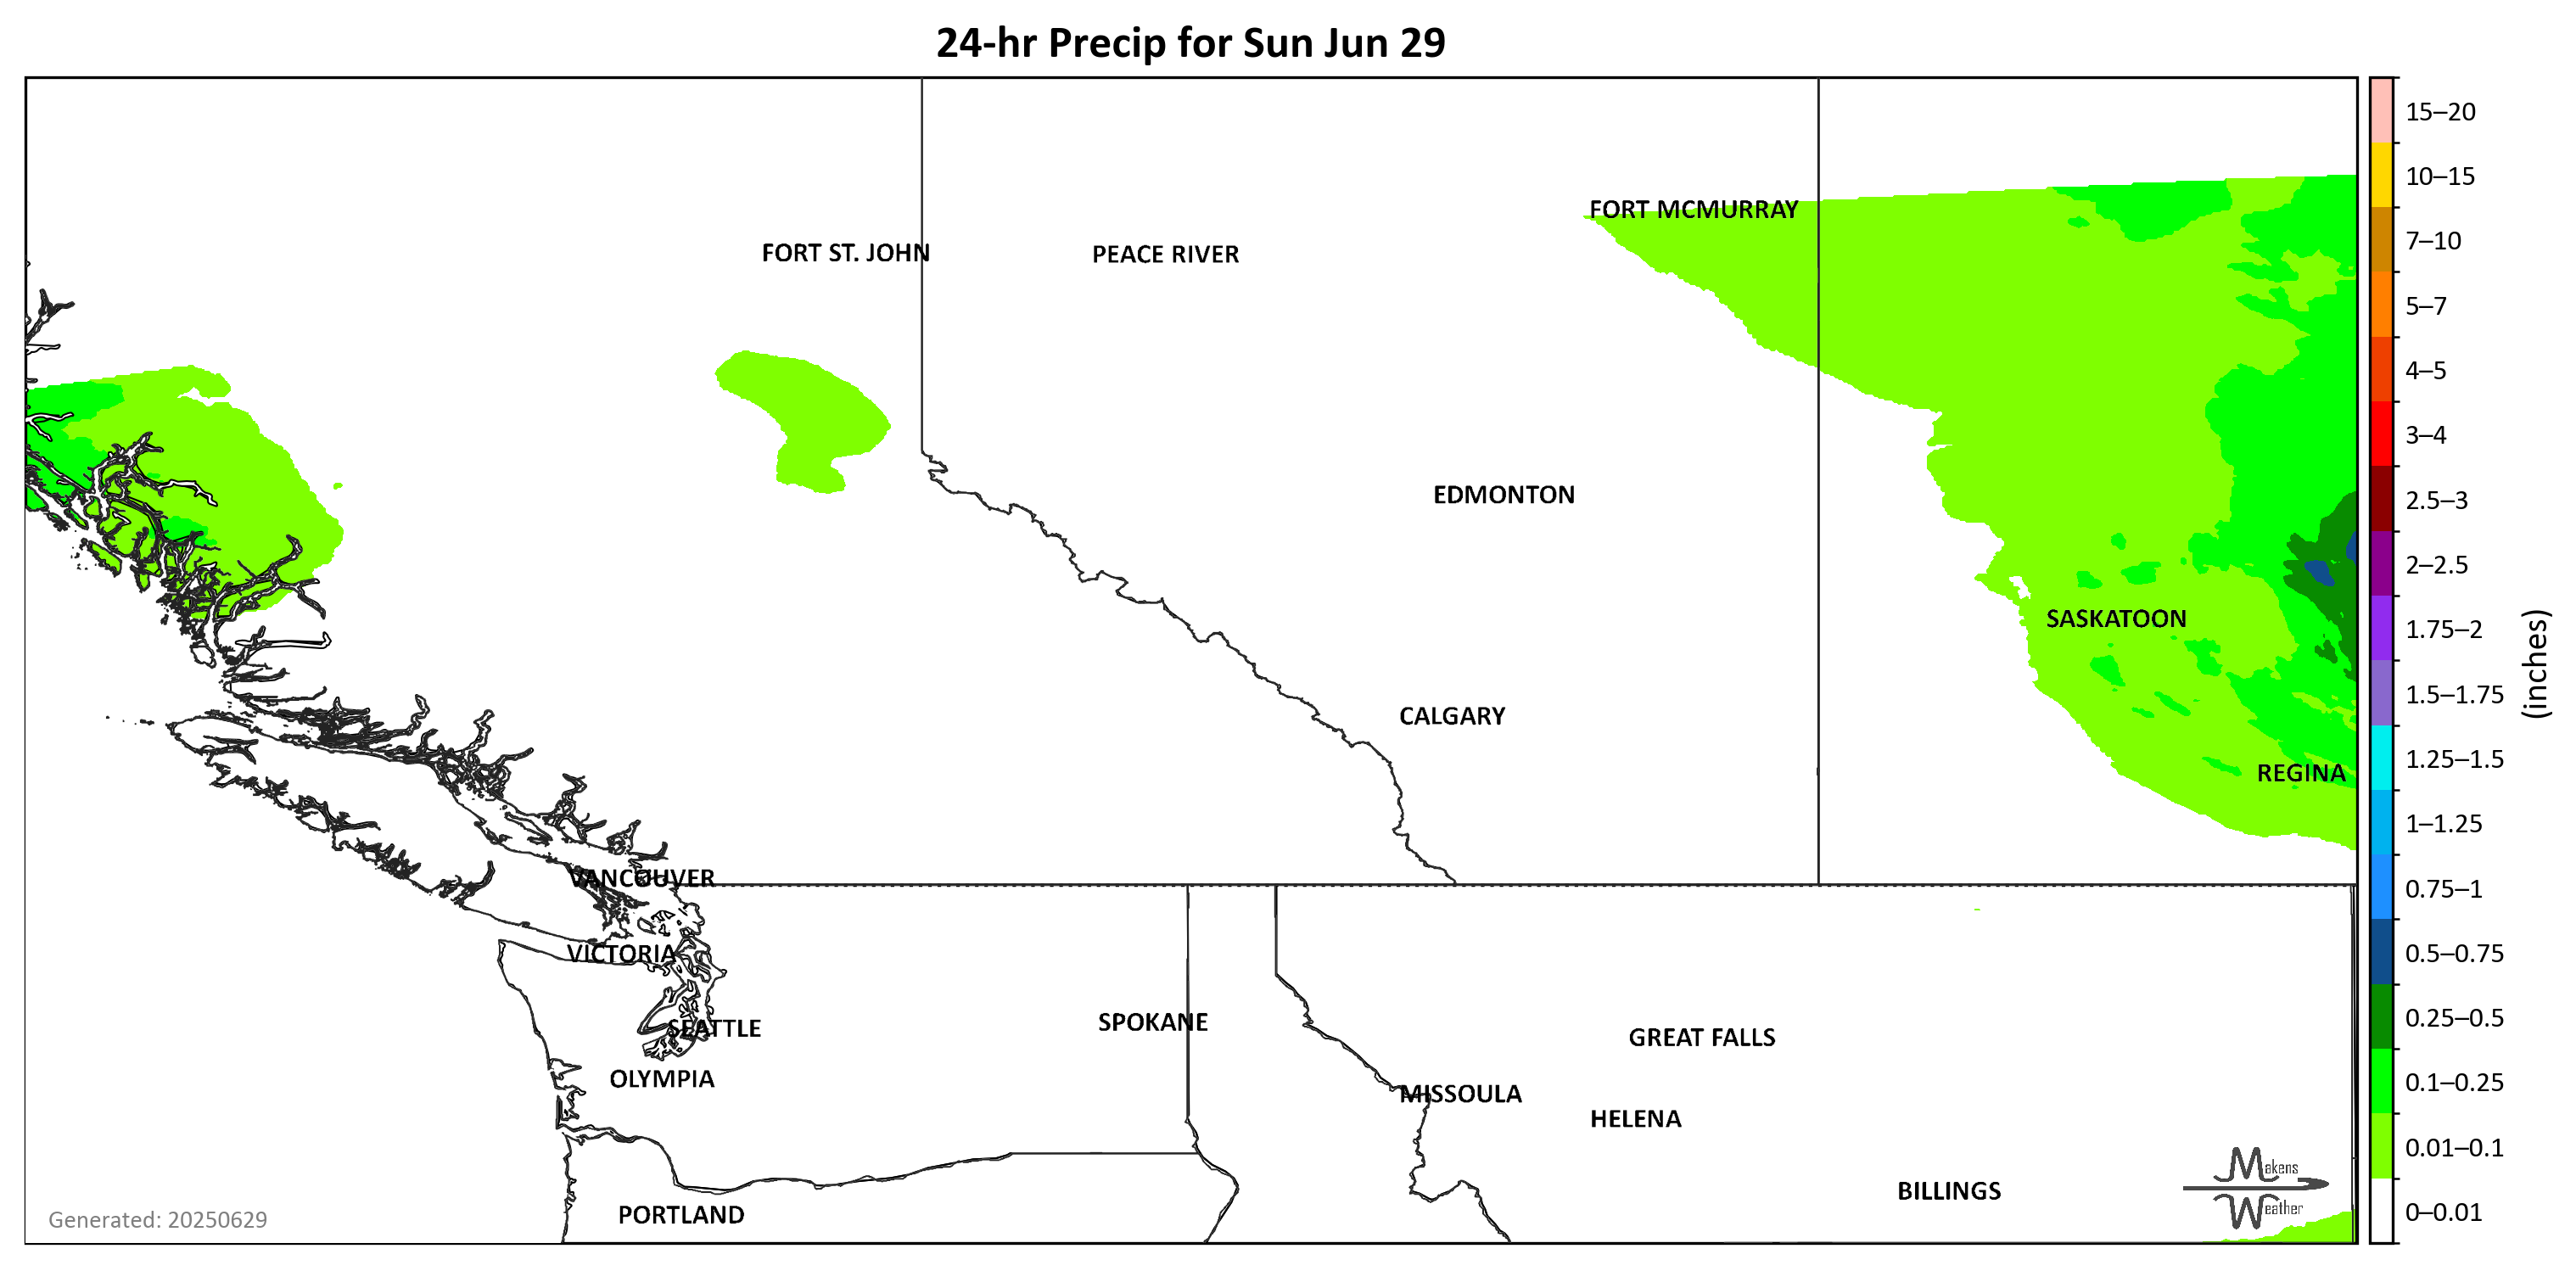 24-hr Precip for Sun Jun 29
15–20
10–15
7–10
5–7
4–5
3–4
2.5–3
2–2.5
1.75–2
1.5–1.75
1.25–1.5
1–1.25
0.75–1
0.5–0.75
0.25–0.5
0.1–0.25
0.01–0.1
0–0.01
(inches)
FORT MCMURRAY
FORT ST. JOHN
PEACE RIVER
EDMONTON
SASKATOON
CALGARY
REGINA
VANCOUVER
VICTORIA
SEATTLE
SPOKANE
GREAT FALLS
OLYMPIA
MISSOULA
HELENA
BILLINGS
PORTLAND
Makens
Weather
Generated: 20250629